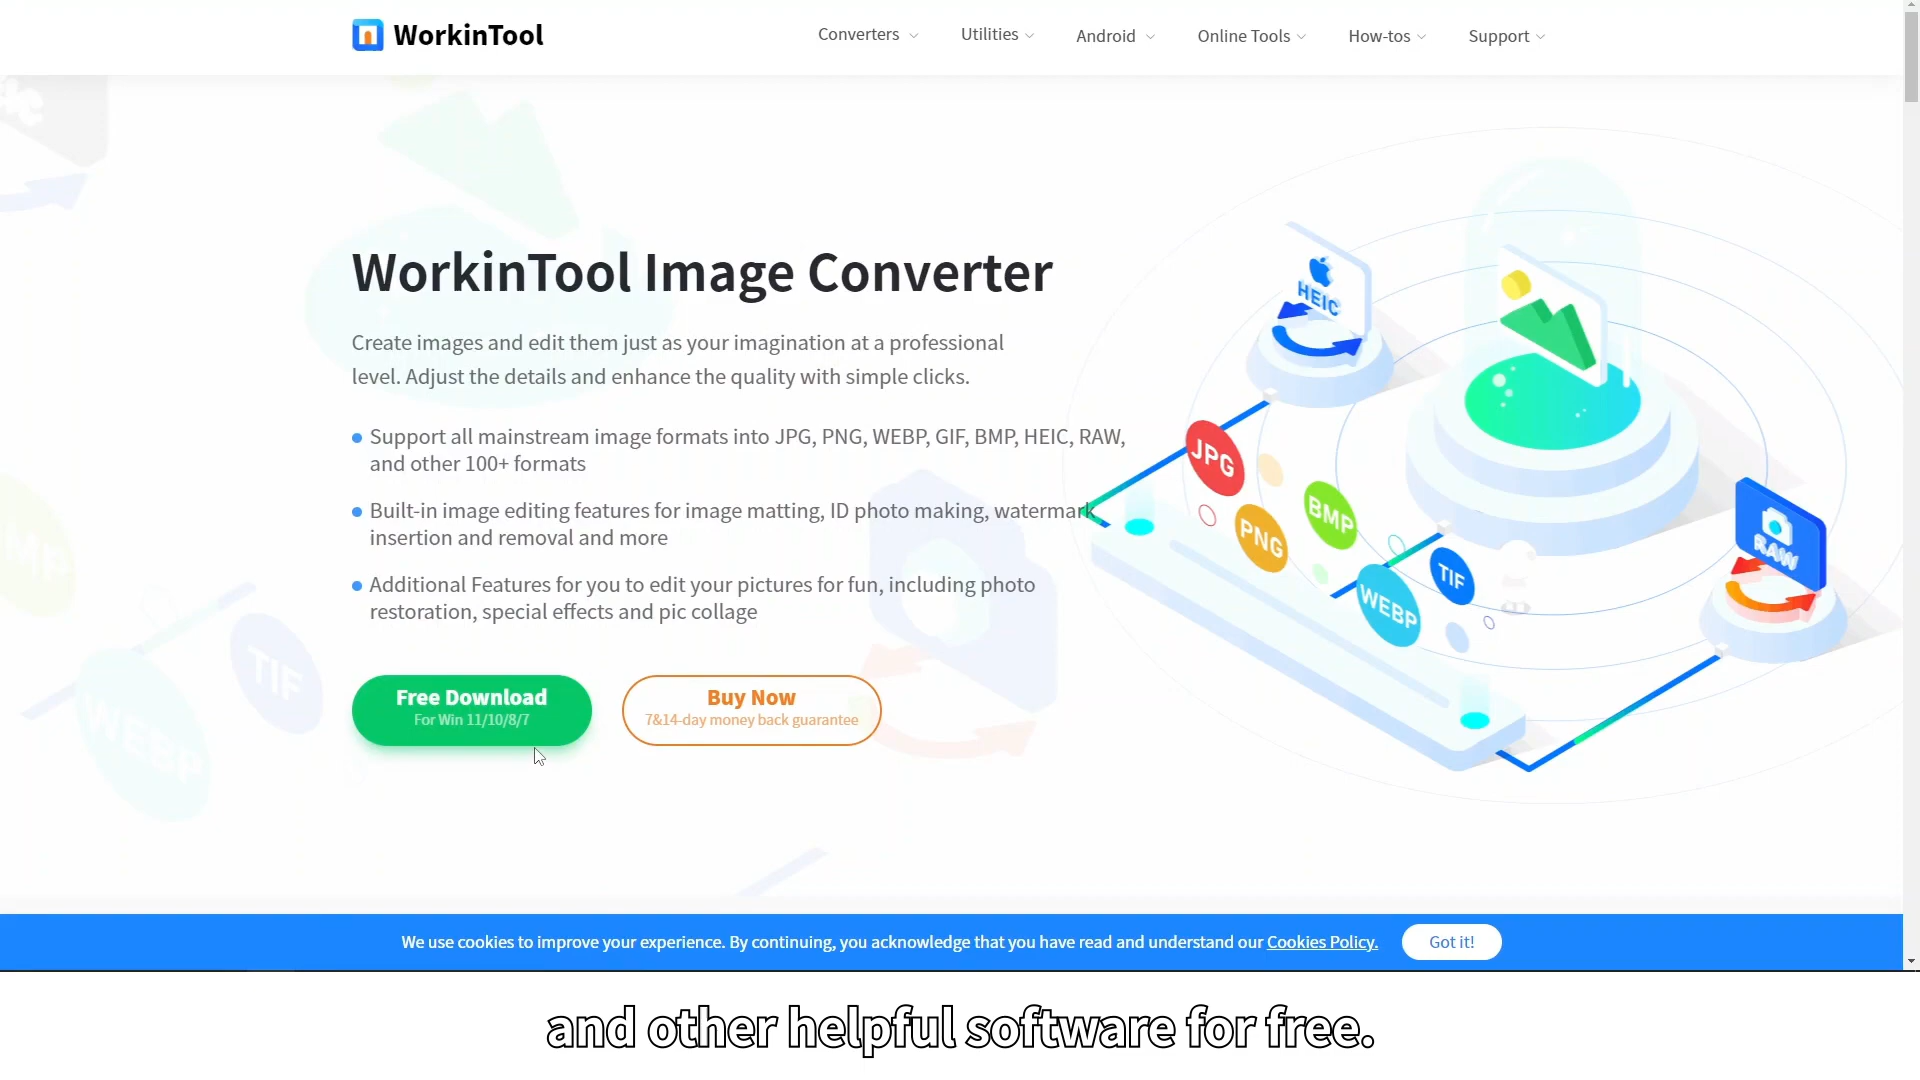 WorkinTool
Converters
Utilities
Android
Online Tools
How-tos
Support
WorkinTool Image Converter
Create images and edit them just as your imagination at a professional
level. Adjust the details and enhance the quality with simple clicks.
Support all mainstream image formats into JPG, PNG, WEBP, GIF, BMP, HEIC, RAW,
and other 100+ formats
Built-in image editing features for image matting, ID photo making, watermark
insertion and removal and more
Additional Features for you to edit your pictures for fun, including photo
restoration, special effects and pic collage
Free Download
For Win 11/10/8/7
Buy Now
7&14-day money back guarantee
HEIC
JPG
PNG
BMP
WEBP
TIF
RAW
TIF
WEBP
MP
ic
We use cookies to improve your experience. By continuing, you acknowledge that you have read and understand our Cookies Policy.
Got it!
and other helpful software for free.